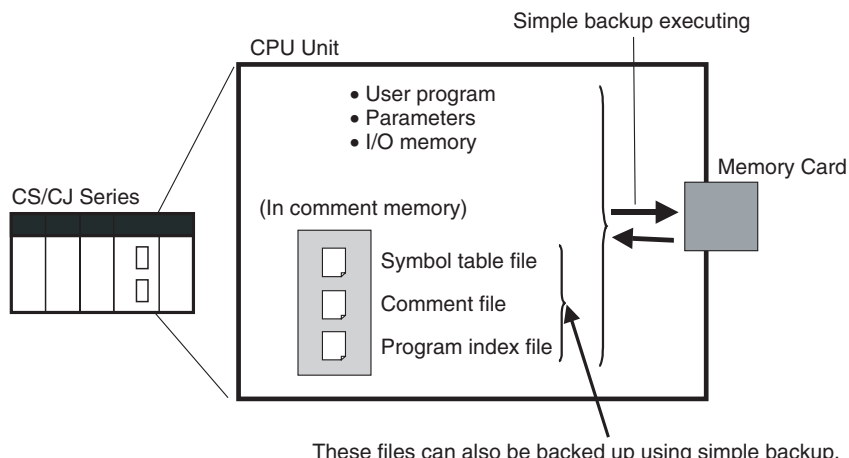 Simple backup executing
CPU Unit
• User program
• Parameters
• I/O memory
Memory Card
CS/CJ Series
(In comment memory)
Symbol table file
Comment file
Program index file
These files can also be backed up using simple backup.